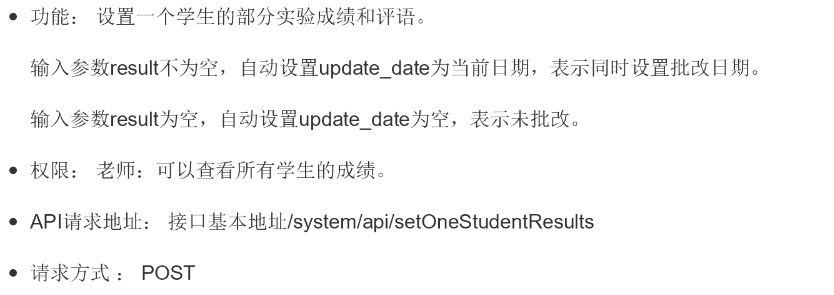 • 功能： 设置一个学生的部分实验成绩和评语。
输入参数result不为空，自动设置update_date为当前日期，表示同时设置批改日期。
输入参数result为空，自动设置update_date为空，表示未批改。
• 权限： 老师：可以查看所有学生的成绩。
• API请求地址： 接口基本地址/system/api/setOneStudentResults
• 请求方式 ： POST